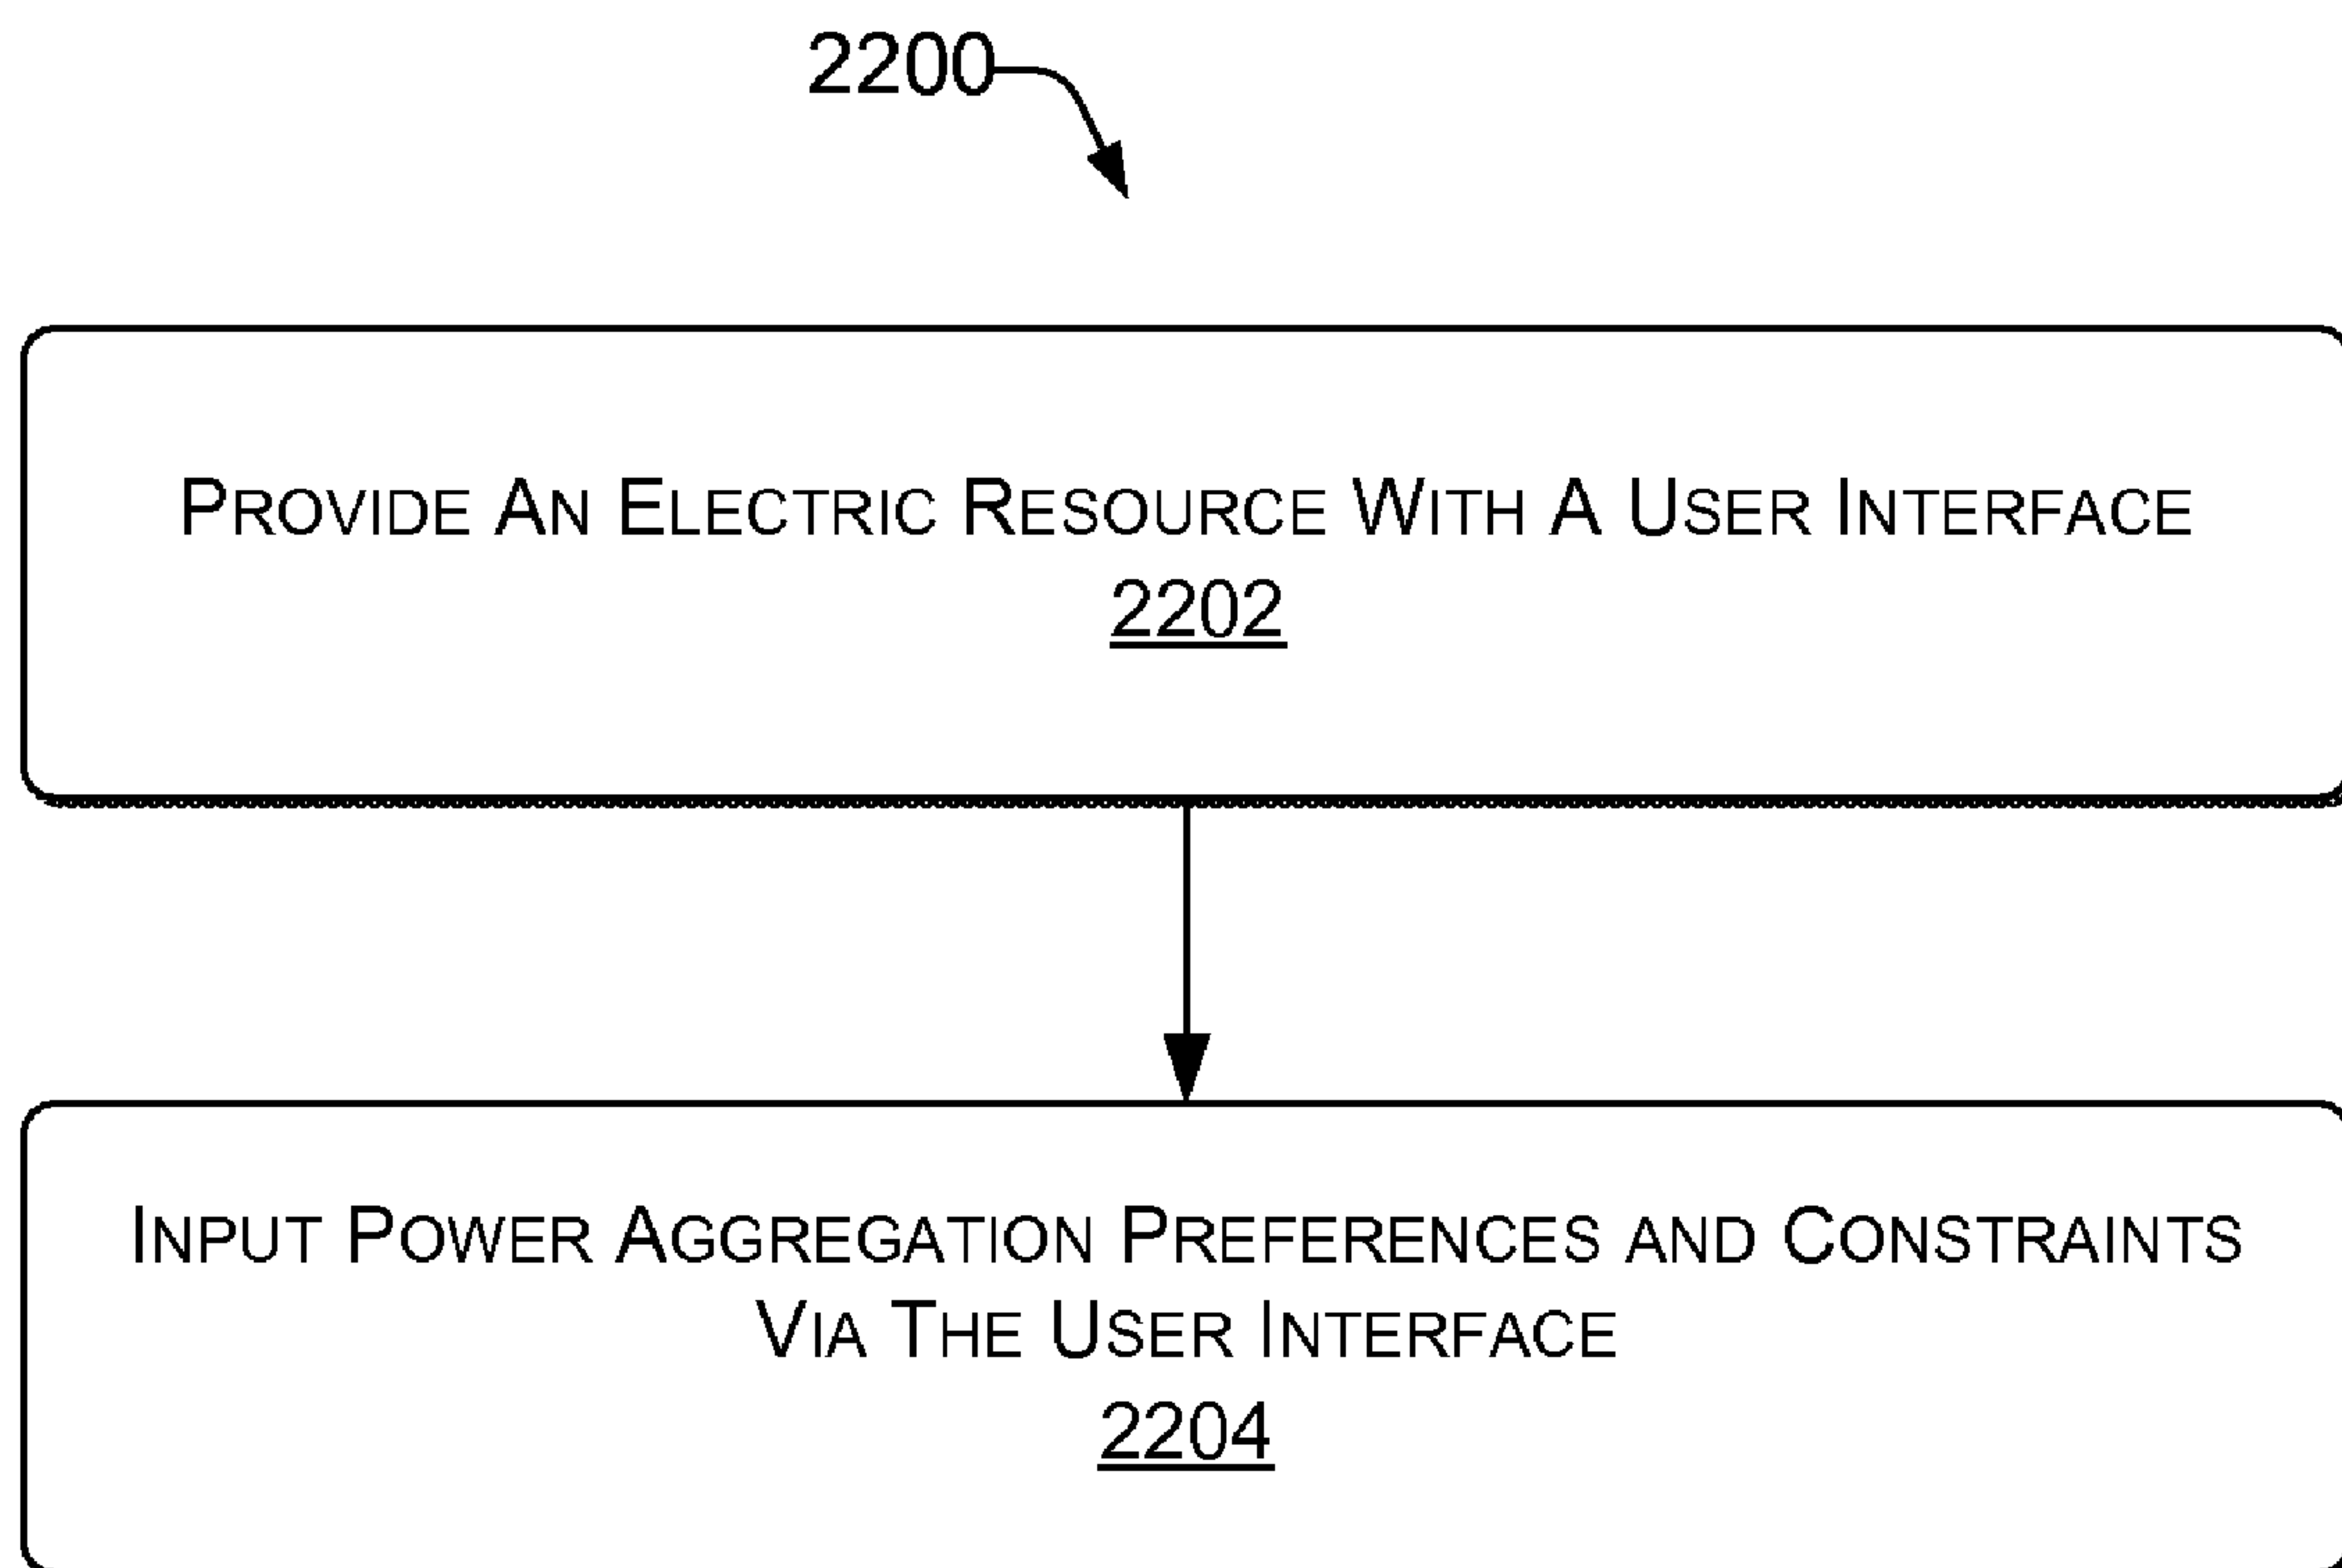 2200
PROVIDE AN ELECTRIC RESOURCE WITH A USER INTERFACE
2202
INPUT POWER AGGREGATION PREFERENCES AND CONSTRAINTS
VIA THE USER INTERFACE
2204